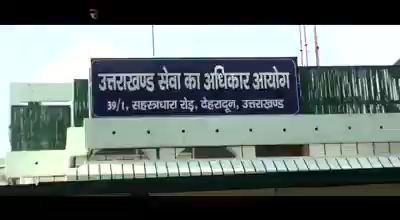 उत्तराखण्ड सेवा का अधिकार आयोग
39/1, सहस्त्रधारा रोड़, देहरादून, उत्तराखण्ड